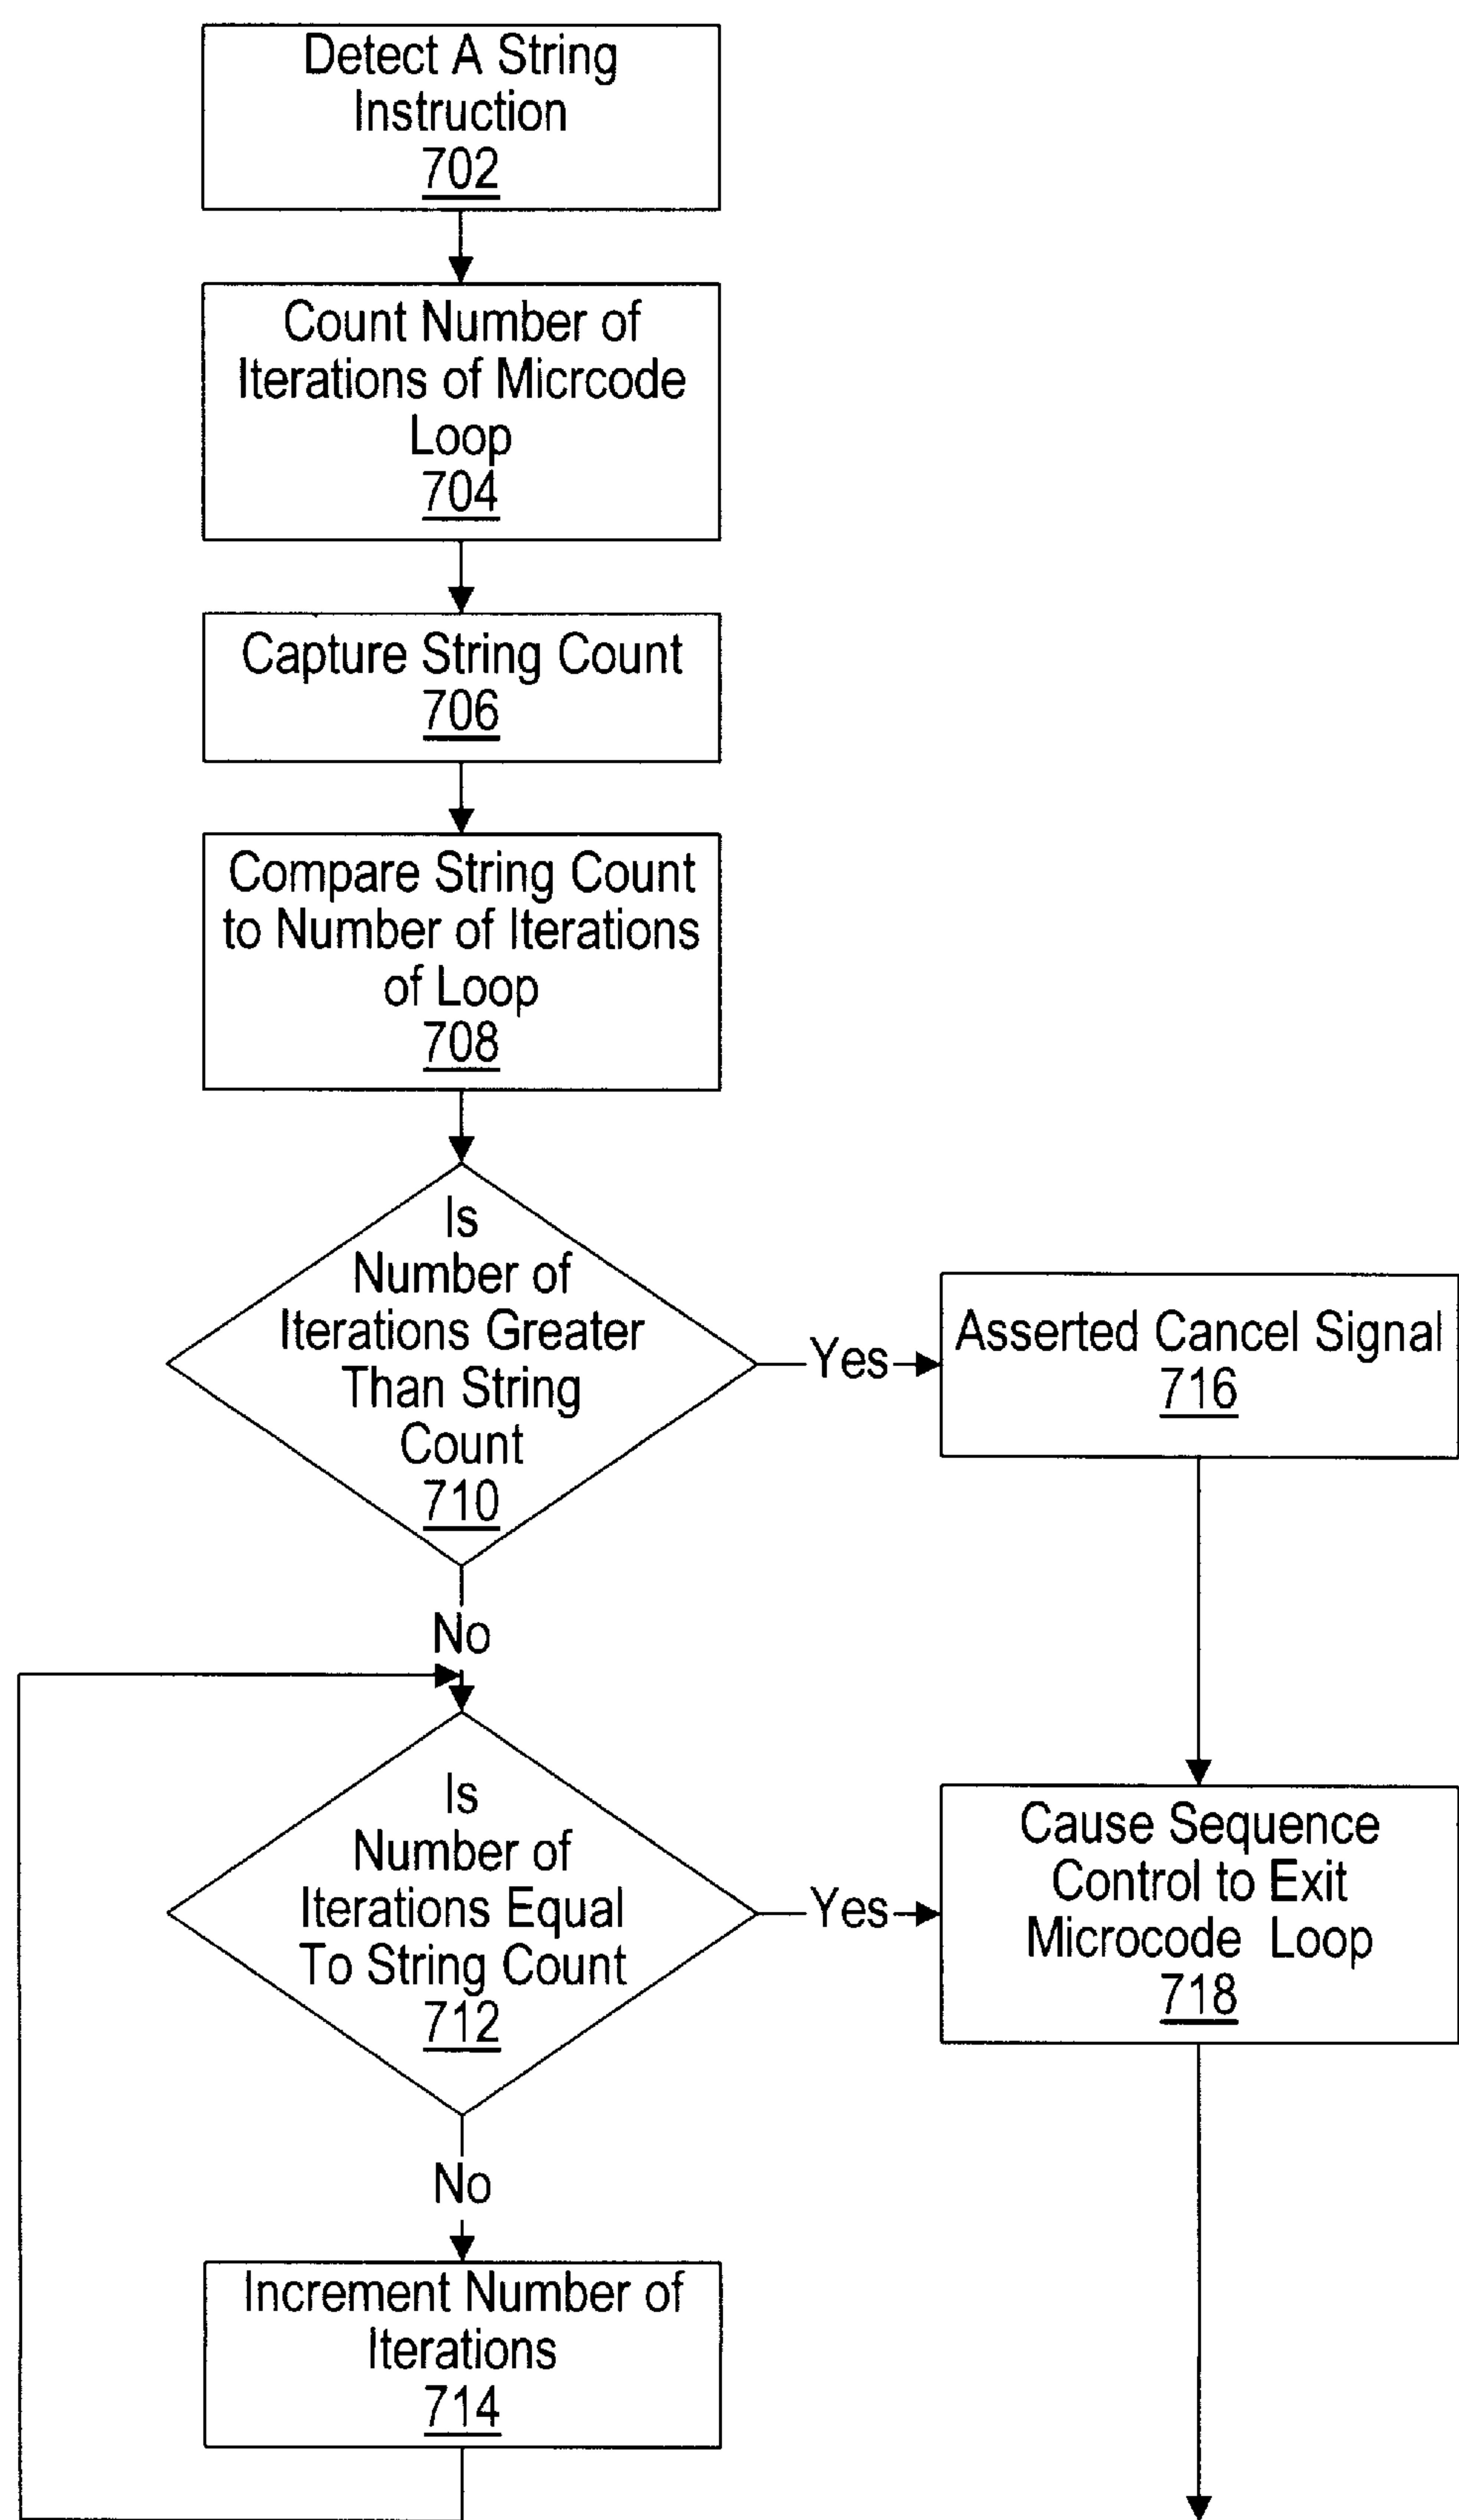 Detect A String
Instruction
702
Count Number of
Iterations of Micrcode
Loop
704
Capture String Count
706
Compare String Count
to Number of Iterations
of Loop
708
Is
Number of
Iterations Greater
Than String
Count
710
Yes
Asserted Cancel Signal
716
No
Is
Number of
Iterations Equal
To String Count
712
Yes
Cause Sequence
Control to Exit
Microcode Loop
718
No
Increment Number of
Iterations
714